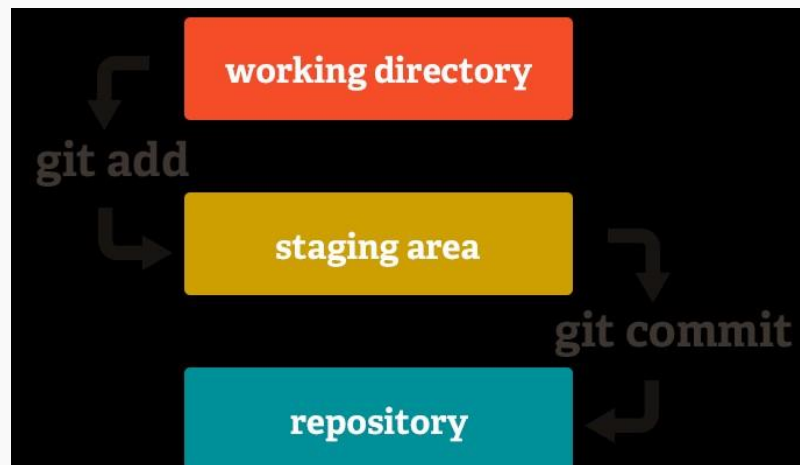 working directory
git add
staging area
git commit
repository